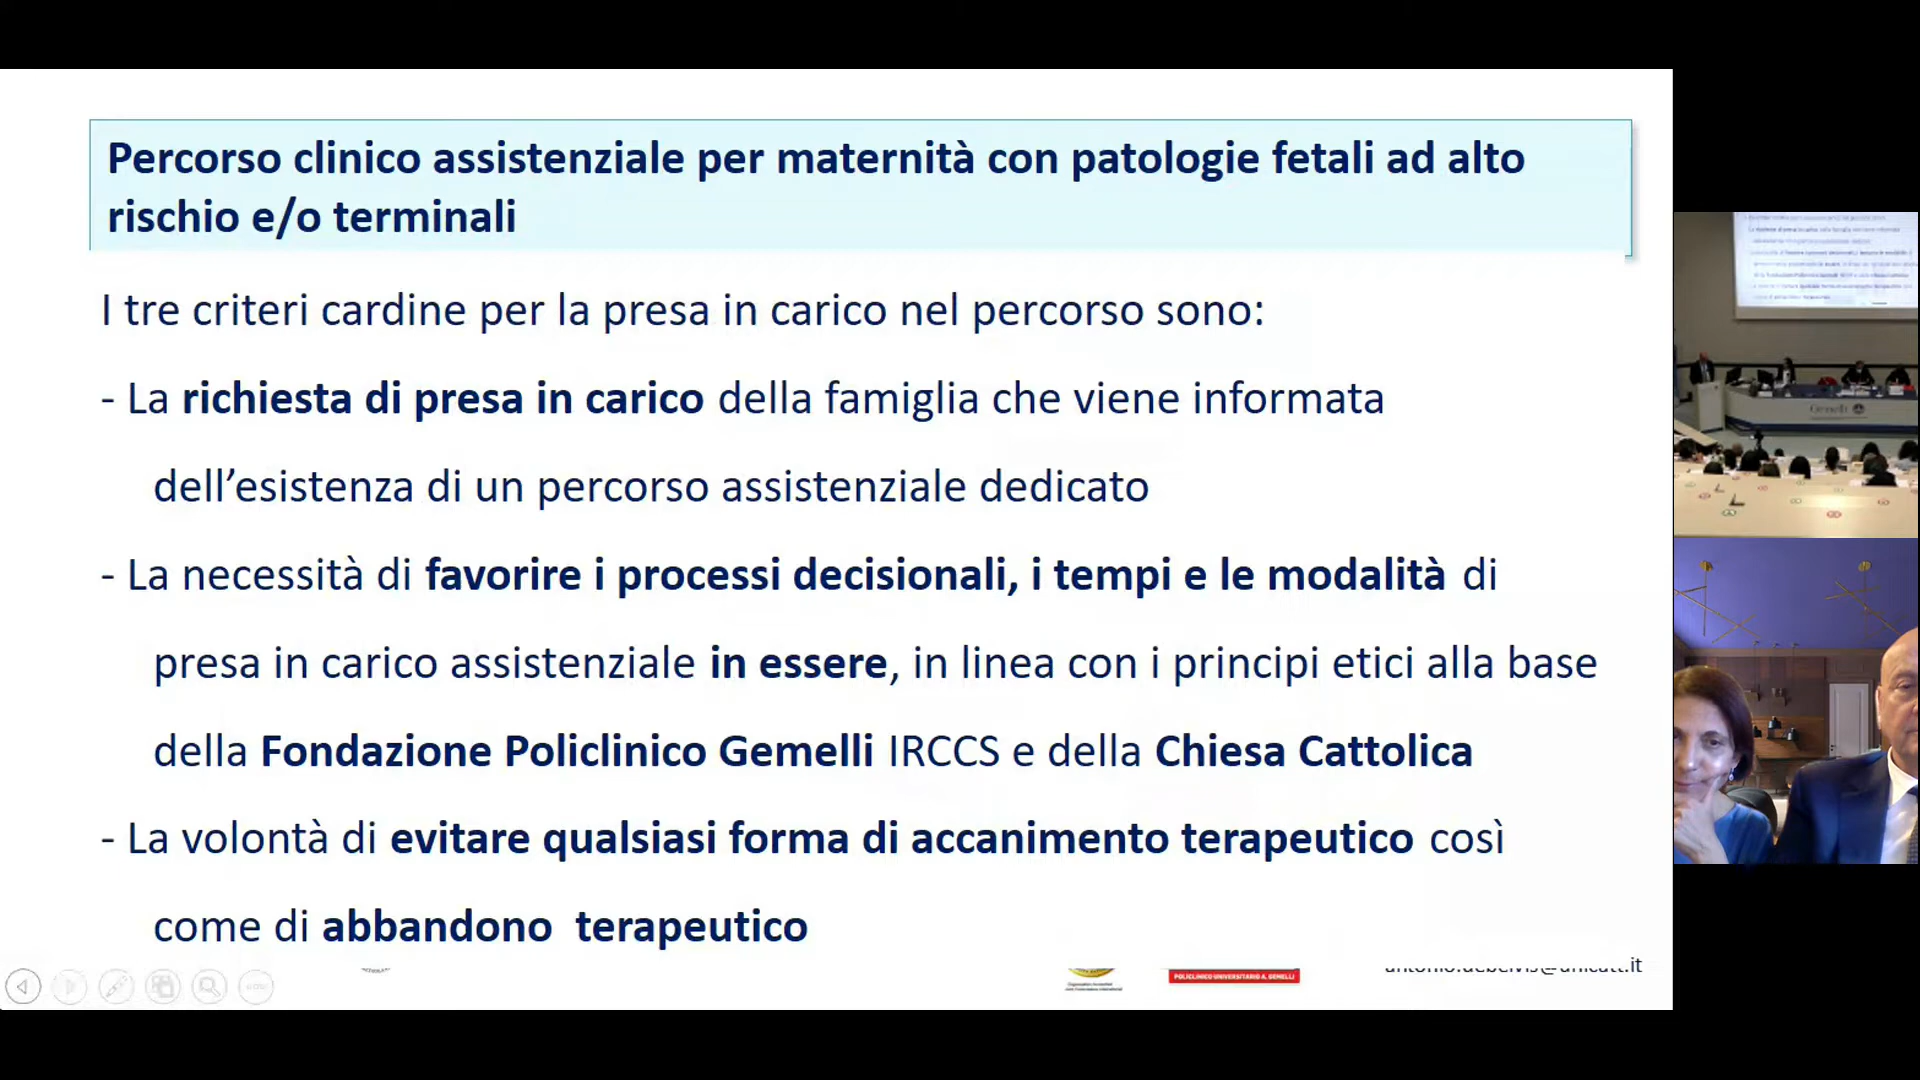 Percorso clinico assistenziale per maternità con patologie fetali ad alto
rischio e/o terminali
I tre criteri cardine per la presa in carico nel percorso sono:
- La richiesta di presa in carico della famiglia che viene informata
dell’esistenza di un percorso assistenziale dedicato
- La necessità di favorire i processi decisionali, i tempi e le modalità di
presa in carico assistenziale in essere, in linea con i principi etici alla base
della Fondazione Policlinico Gemelli IRCCS e della Chiesa Cattolica
- La volontà di evitare qualsiasi forma di accanimento terapeutico così
come di abbandono  terapeutico
POLICLINICO UNIVERSITARIO A. GEMELLI
antonio.debelvis@unicatt.it
Gemelli